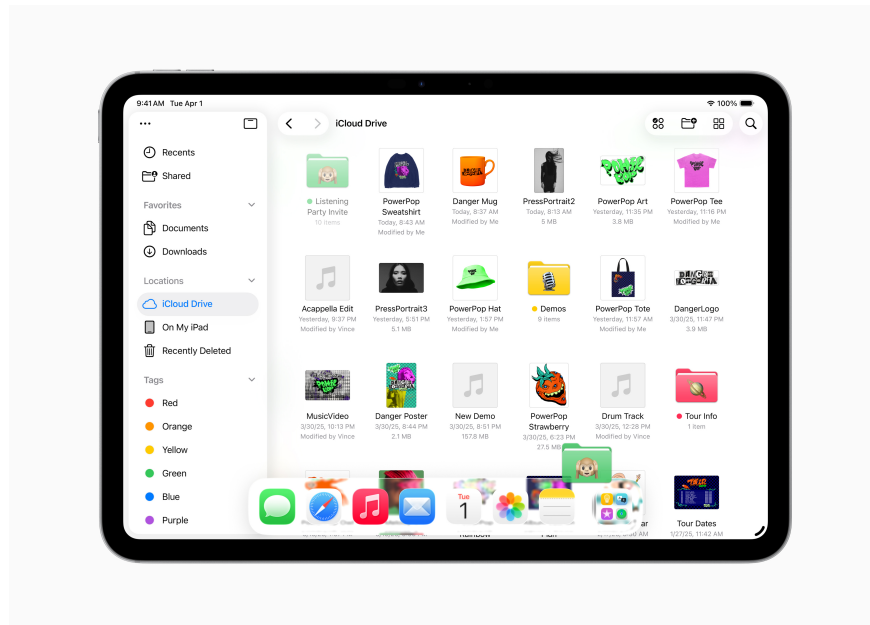 9:41 AM Tue Apr 1
100%
iCloud Drive
Recents
Shared
Favorites
Documents
Downloads
Locations
iCloud Drive
On My iPad
Recently Deleted
Tags
Red
Orange
Yellow
Green
Blue
Purple
Listening
Party Invite
10 items
PowerPop
Sweatshirt
Today, 8:43 AM
Modified by Me
Danger Mug
Today, 8:37 AM
Modified by Me
PressPortrait2
Today, 8:13 AM
5 MB
PowerPop Art
Yesterday, 11:35 PM
3.8 MB
PowerPop Tee
Yesterday, 11:16 PM
Modified by Me
Acappella Edit
Yesterday, 9:37 PM
Modified by Vince
PressPortrait3
Yesterday, 5:51 PM
5.1 MB
PowerPop Hat
Yesterday, 1:57 PM
Modified by Me
Demos
9 items
PowerPop Tote
Yesterday, 11:57 AM
Modified by Me
DangerLogo
3/30/25, 11:47 PM
3.9 MB
MusicVideo
3/30/25, 10:13 PM
Modified by Vince
Danger Poster
3/30/25, 8:44 PM
2.1 MB
New Demo
3/30/25, 8:51 PM
157.8 MB
PowerPop
Strawberry
3/30/25, 6:23 PM
27.5 MB
Drum Track
3/30/25, 12:28 PM
Modified by Vince
Tour Info
1 item
Tue
1
Tour Dates
1/27/25, 11:42 AM